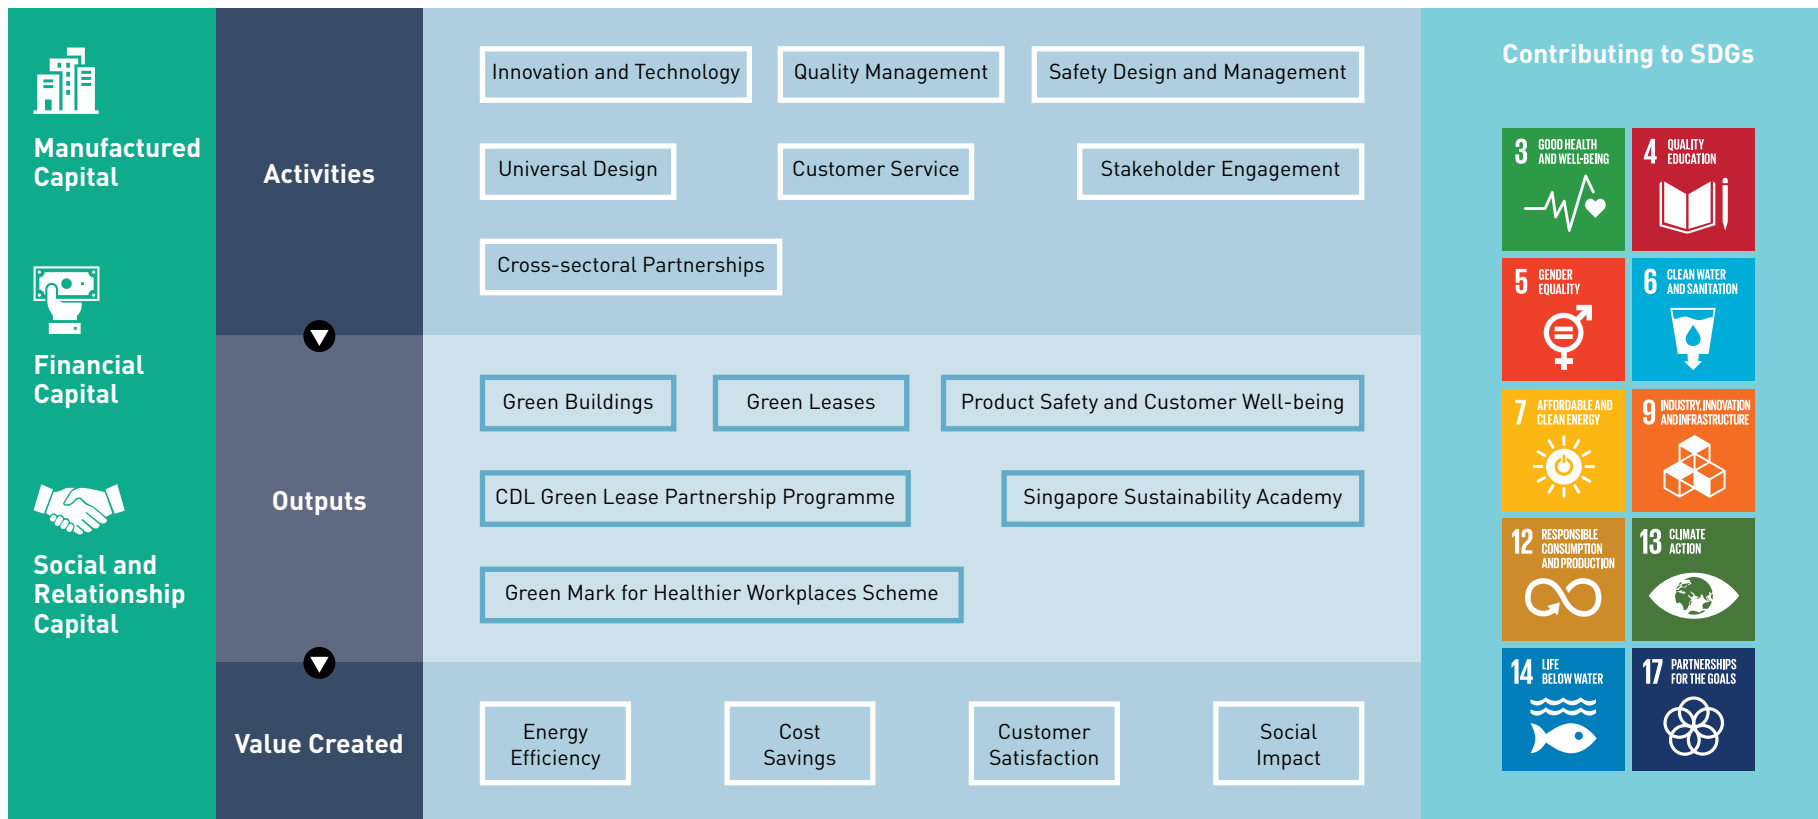 Manufactured
Capital
Financial
Capital
Social and
Relationship
Capital
Activities
Innovation and Technology
Quality Management
Safety Design and Management
Universal Design
Customer Service
Stakeholder Engagement
Cross-sectoral Partnerships
Outputs
Green Buildings
Green Leases
Product Safety and Customer Well-being
CDL Green Lease Partnership Programme
Singapore Sustainability Academy
Green Mark for Healthier Workplaces Scheme
Value Created
Energy
Efficiency
Cost
Savings
Customer
Satisfaction
Social
Impact
Contributing to SDGs
3 GOOD HEALTH
AND WELL-BEING
4 QUALITY
EDUCATION
5 GENDER
EQUALITY
6 CLEAN WATER
AND SANITATION
7 AFFORDABLE AND
CLEAN ENERGY
9 INDUSTRY, INNOVATION
AND INFRASTRUCTURE
12 RESPONSIBLE
CONSUMPTION
AND PRODUCTION
13 CLIMATE
ACTION
14 LIFE
BELOW WATER
17 PARTNERSHIPS
FOR THE GOALS